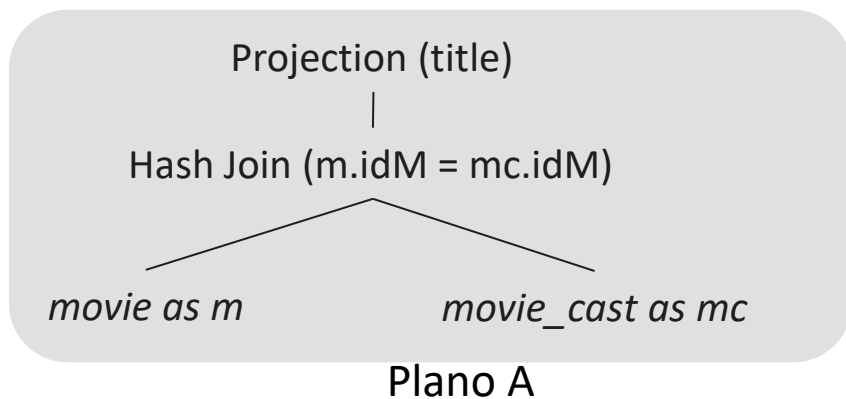 Projection (title)
Hash Join (m.idM = mc.idM)
movie as m movie_cast as mc
Plano A